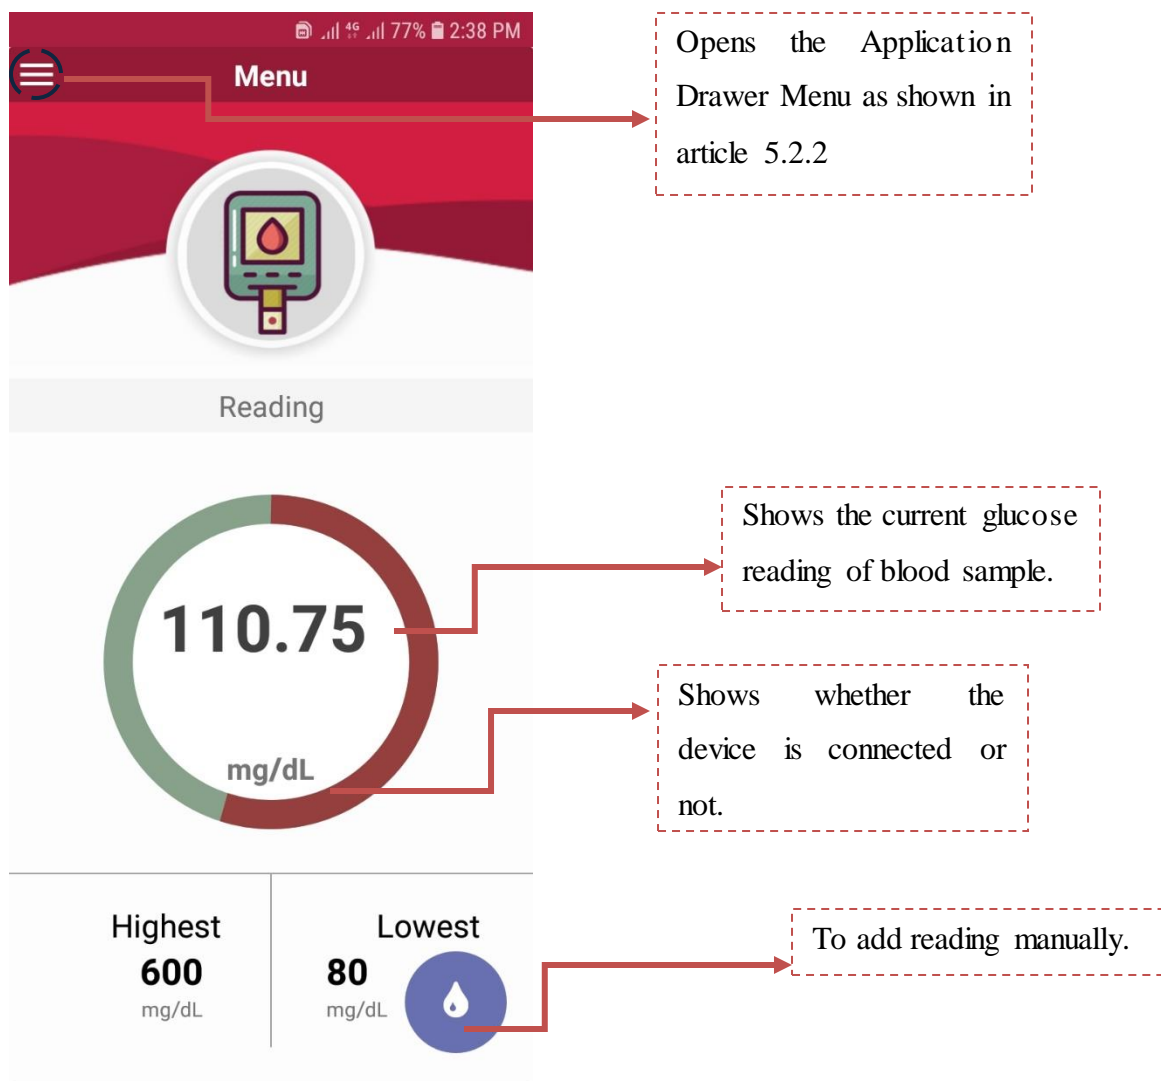 4G 77% 2:38 PM
Menu
Opens the Application
Drawer Menu as shown in
article 5.2.2
Reading
Shows the current glucose
reading of blood sample.
110.75
mg/dL
Shows whether the
device is connected or
not.
Highest
600
mg/dL
Lowest
80
mg/dL
To add reading manually.